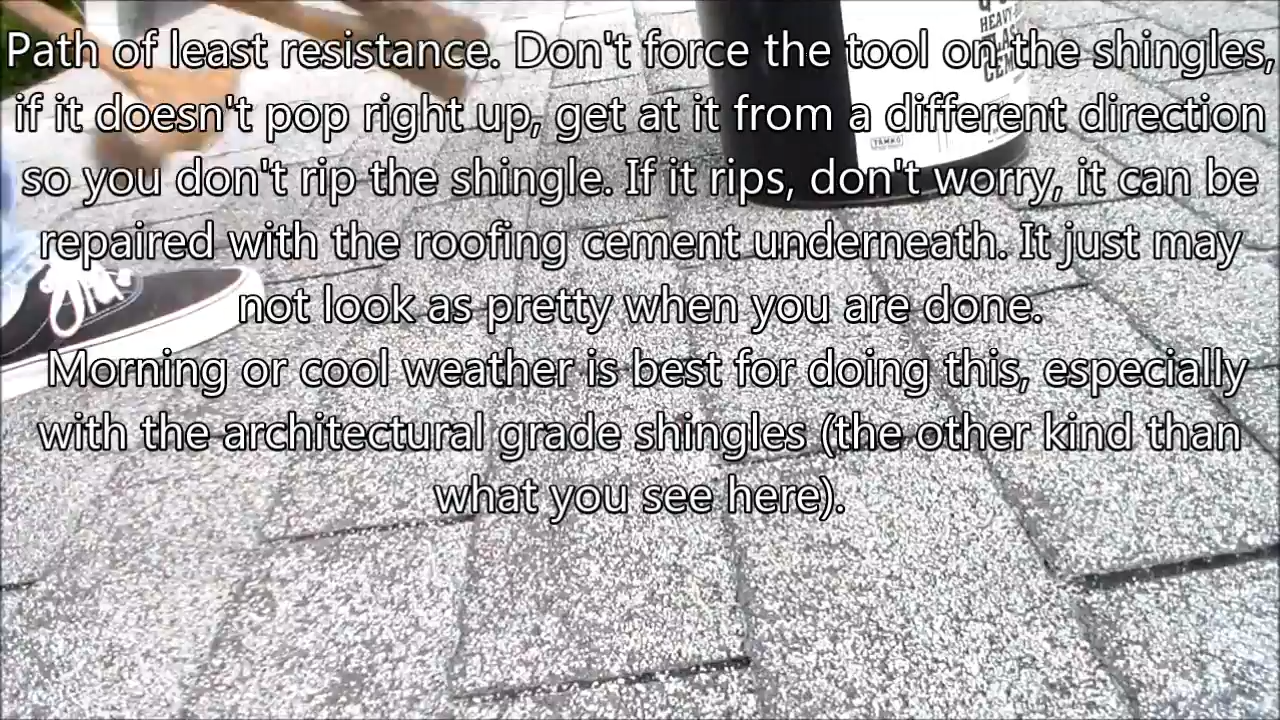 Path of least resistance. Don't force the tool on the shingles,
if it doesn't pop right up, get at it from a different direction
so you don't rip the shingle. If it rips, don't worry, it can be
repaired with the roofing cement underneath. It just may
not look as pretty when you are done.
Morning or cool weather is best for doing this, especially
with the architectural grade shingles (the other kind than
what you see here).
HEAVY
CEM
TAMKO